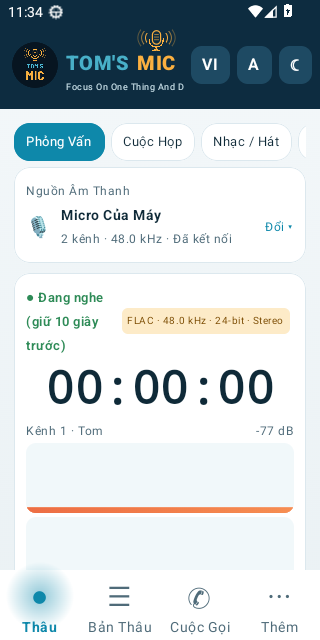 11:34
TOM'S MIC
TOM'S
MIC
Focus On One Thing And D
VI
A
Phỏng Vấn
Cuộc Họp
Nhạc / Hát
Nguồn Âm Thanh
Micro Của Máy
2 kênh · 48.0 kHz · Đã kết nối
Đổi ▾
● Đang nghe
(giữ 10 giây
trước)
FLAC · 48.0 kHz · 24-bit · Stereo
00:00:00
Kênh 1 · Tom
-77 dB
Thâu
Bản Thâu
Cuộc Gọi
Thêm